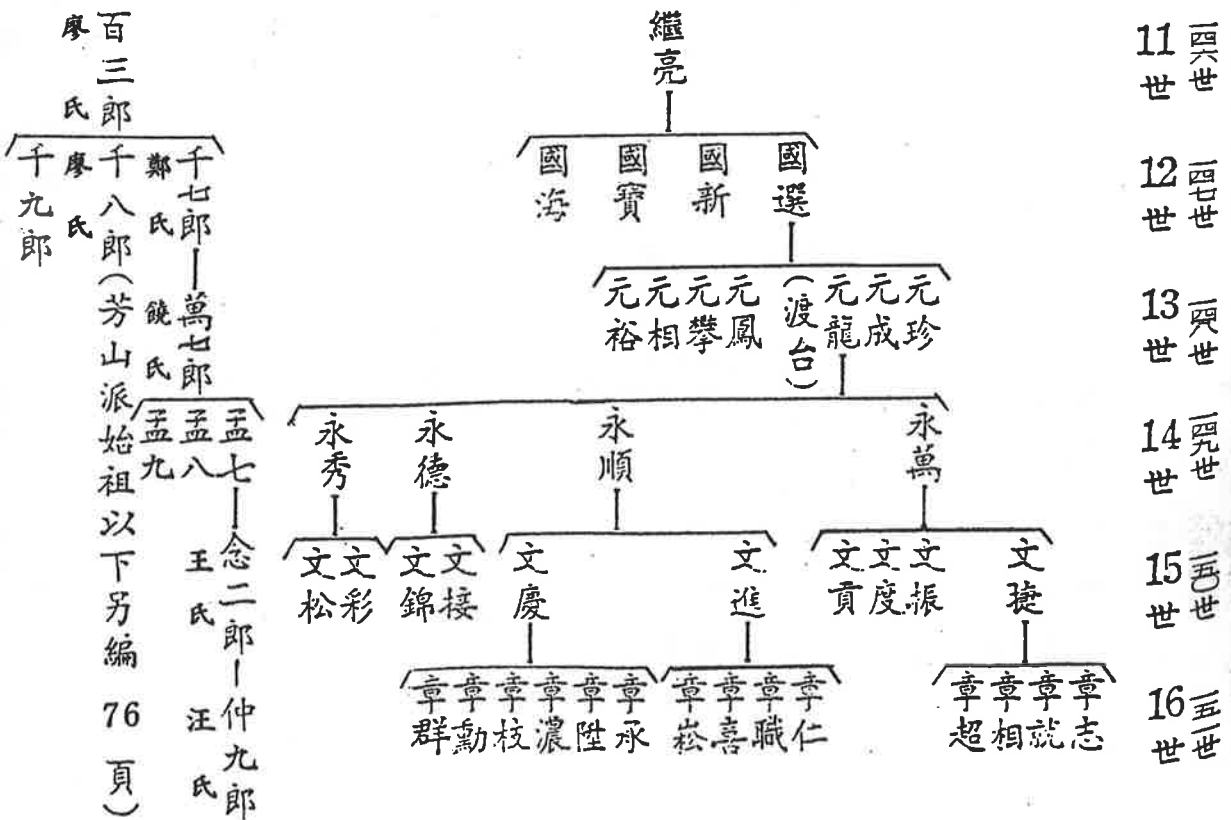 一四六世
11世
一四七世
12世
一四八世
13世
一四九世
14世
一五〇世
15世
一五一世
16世
繼亮
國選
國新
國寶
國海
元珍
元成
元龍
(渡台)
元鳳
元攀
元相
元裕
永萬
永順
永德
永秀
文捷
文振
文度
文貢
文進
文慶
文接
文錦
文彩
文松
章志
章就
章相
章超
章仁
章職
章喜
章崧
章承
章陞
章濃
章枝
章勳
章群
百三郎
廖氏
千七郎
鄭氏
萬七郎
饒氏
孟七
孟八
孟九
念二郎
王氏
仲九郎
汪氏
千八郎(芳山派始祖以下另編 76 頁)
廖氏
千九郎